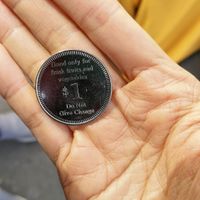 Good only for
fresh fruits and
vegetables
$1
Do Not
Give Change